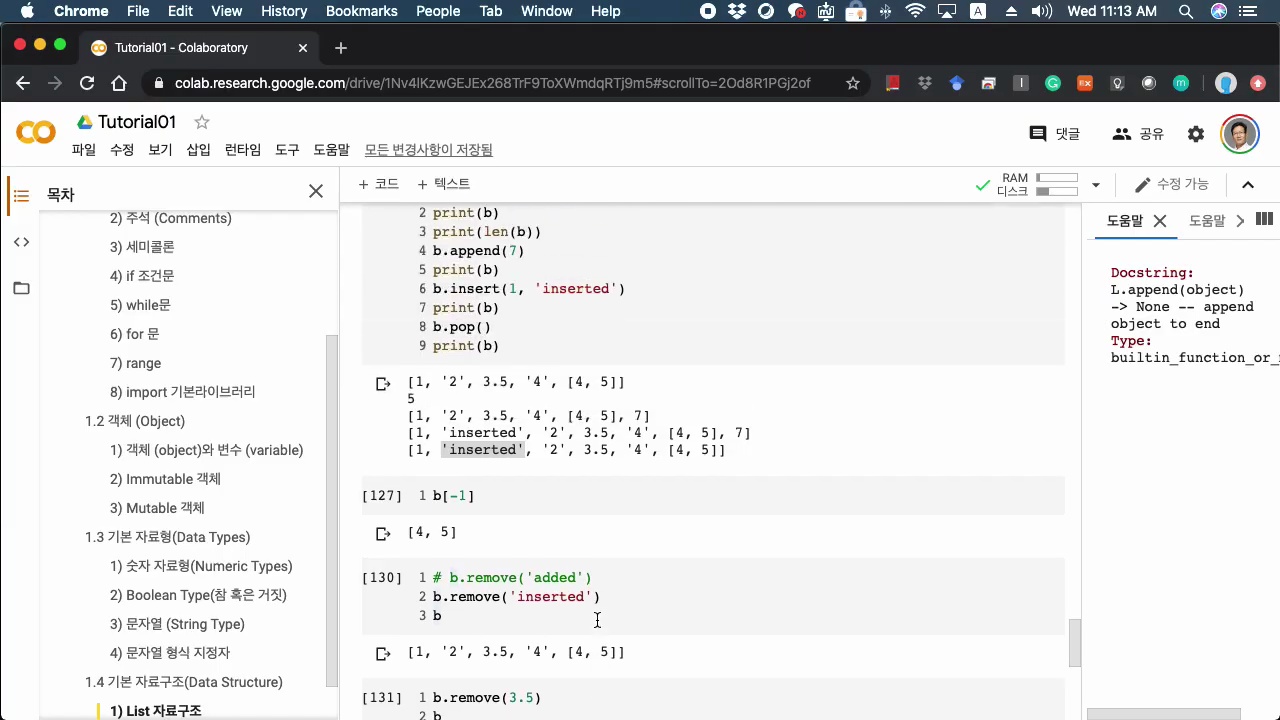 Chrome File Edit View History Bookmarks People Tab Window Help A Wed 11:13 AM
Tutorial01 - Colaboratory
colab.research.google.com/drive/1Nv4lKzwGEJEx268TrF9ToXWmdqRTj9m5#scrollTo=2Od8R1PGj2of
Tutorial01
파일 수정 보기 삽입 런타임 도구 도움말 모든 변경사항이 저장됨
댓글 공유
목차
+ 코드 + 텍스트
RAM
디스크
수정 가능
2) 주석 (Comments)
3) 세미콜론
4) if 조건문
5) while문
6) for 문
7) range
8) import 기본라이브러리
1.2 객체 (Object)
1) 객체 (object)와 변수 (variable)
2) Immutable 객체
3) Mutable 객체
1.3 기본 자료형(Data Types)
1) 숫자 자료형(Numeric Types)
2) Boolean Type(참 혹은 거짓)
3) 문자열 (String Type)
4) 문자열 형식 지정자
1.4 기본 자료구조(Data Structure)
1) List 자료구조
2 print(b)
3 print(len(b))
4 b.append(7)
5 print(b)
6 b.insert(1, 'inserted')
7 print(b)
8 b.pop()
9 print(b)
[1, '2', 3.5, '4', [4, 5]]
5
[1, '2', 3.5, '4', [4, 5], 7]
[1, 'inserted', '2', 3.5, '4', [4, 5], 7]
[1, 'inserted', '2', 3.5, '4', [4, 5]]
[127] 1 b[-1]
[4, 5]
[130] 1 # b.remove('added')
2 b.remove('inserted')
3 b
[1, '2', 3.5, '4', [4, 5]]
[131] 1 b.remove(3.5)
2 b
도움말 도움말
Docstring:
L.append(object)
-> None -- append
object to end
Type:
builtin_function_or_